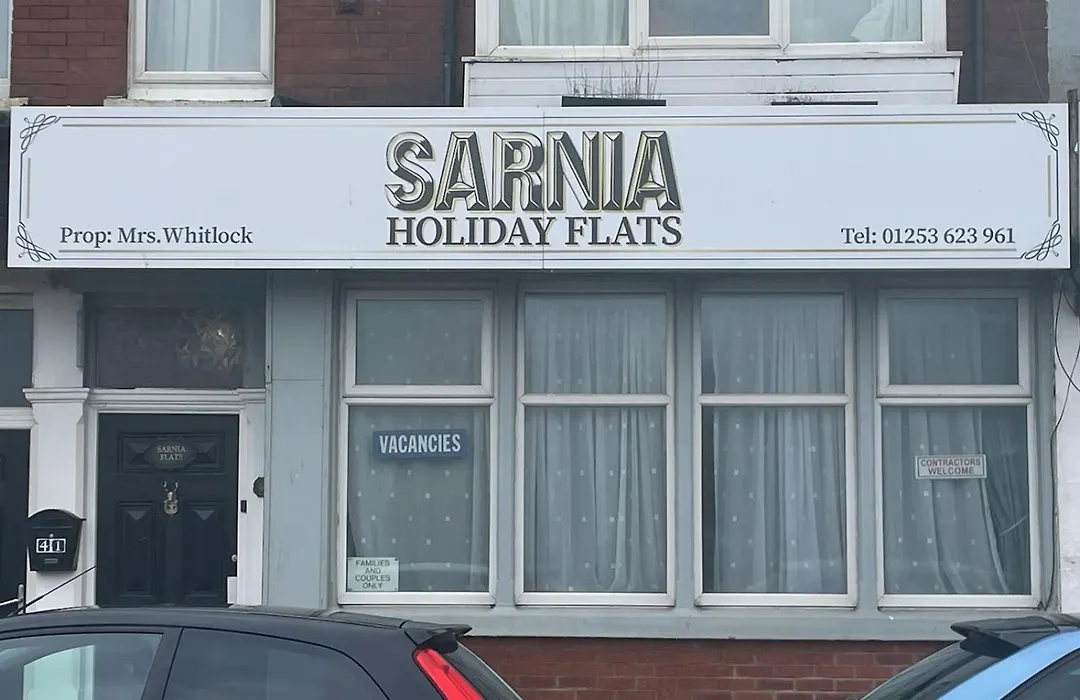 SARNIA
HOLIDAY FLATS
Prop: Mrs.Whitlock
Tel: 01253 623 961
SARNIA
FLATS
VACANCIES
CONTRACTORS
WELCOME
41
FAMILIES
AND
COUPLES
ONLY